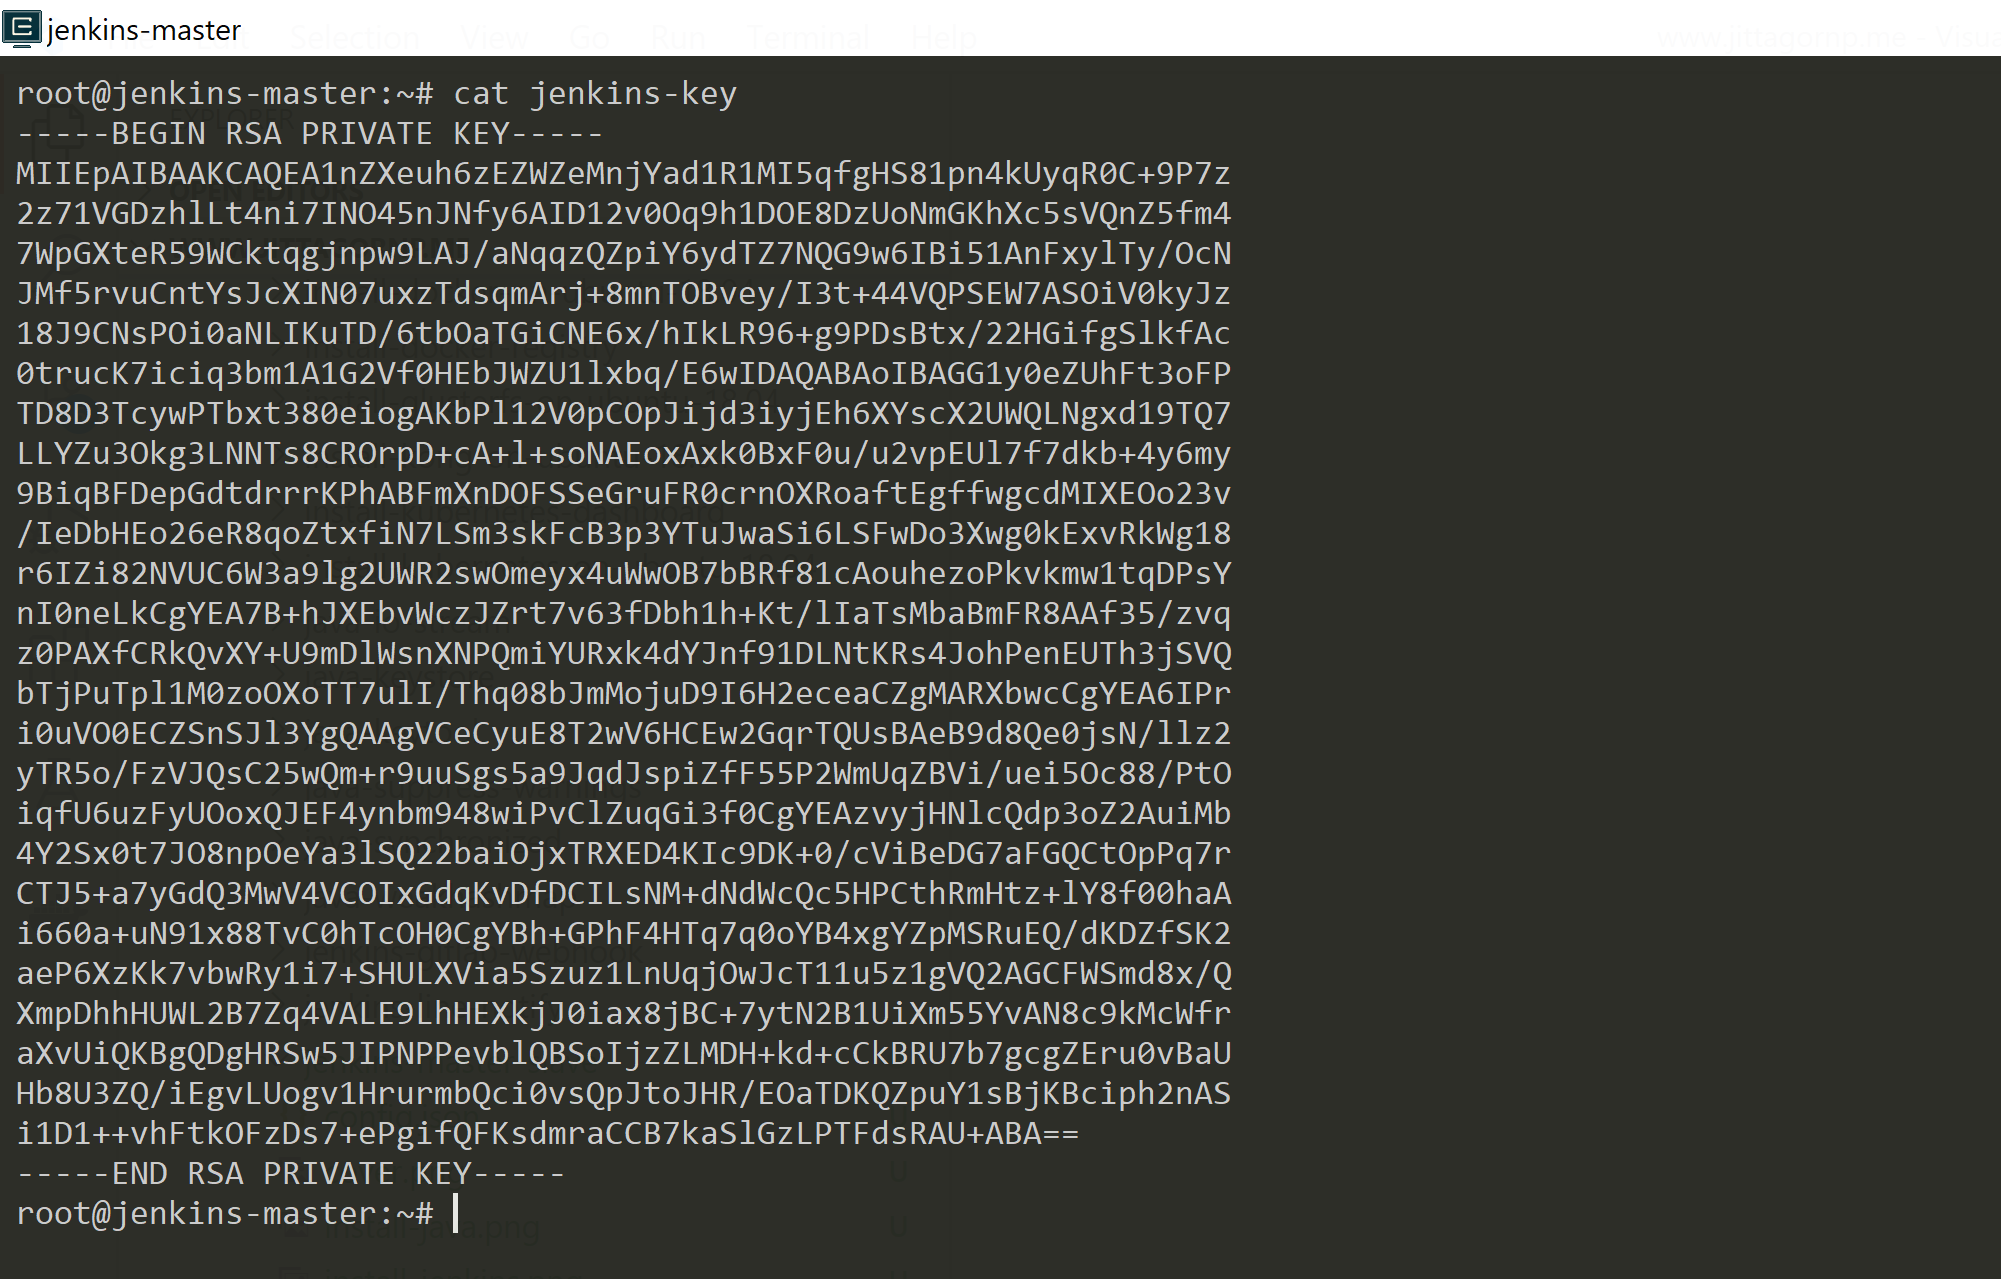 jenkins-master
root@jenkins-master:~# cat jenkins-key
-----BEGIN RSA PRIVATE KEY-----
MIIEpAIBAAKCAQEA1nZXeuh6zEZWZeMnjYad1R1MI5qfgHS81pn4kUyqR0C+9P7z
2z71VGDzhlLt4ni7INO45nJNfy6AID12v0Oq9h1DOE8DzUoNmGKhXc5sVQnZ5fm4
7WpGXteR59WCktqgjnpw9LAJ/aNqqzQZpiY6ydTZ7NQG9w6IBi51AnFxylTy/OcN
JMf5rvuCntYsJcXIN07uxzTdsqmArj+8mnTOBvey/I3t+44VQPSEW7ASOiV0kyJz
18J9CNsPOi0aNLIKuTD/6tbOaTGiCNE6x/hIkLR96+g9PDsBtx/22HGifgSlkfAc
0trucK7iciq3bm1A1G2Vf0HEbJWZU1lxbq/E6wIDAQABAoIBAGG1y0eZUhFt3oFP
TD8D3TcywPTbxt380eiogAKbPl12V0pCOpJijd3iyjEh6XYscX2UWQLNgxd19TQ7
LLYZu3Okg3LNNTs8CROrpD+cA+l+soNAEoxAxk0BxF0u/u2vpEUl7f7dkb+4y6my
9BiqBFDepGdtdrrrKPhABFmXnDOFSSeGruFR0crnOXRoaftEgffwgcdMIXEOo23v
/IeDbHEo26eR8qoZtxfiN7LSm3skFcB3p3YTuJwaSi6LSFwDo3Xwg0kExvRkWg18
r6IZi82NVUC6W3a9lg2UWR2swOmeyx4uWwOB7bBRf81cAouhezoPkvkmw1tqDPsY
nI0neLkCgYEA7B+hJXEbvWczJZrt7v63fDbh1h+Kt/lIaTsMbaBmFR8AAf35/zvq
z0PAXfCRkQvXY+U9mDlWsnXNPQmiYURxk4dYJnf91DLNtKRs4JohPenEUTh3jSVQ
bTjPuTpl1M0zoOXoTT7ulI/Thq08bJmMojuD9I6H2eceaCZgMARXbwcCgYEA6IPr
i0uVO0ECZSnSJl3YgQAAgVCeCyuE8T2wV6HCEw2GqrTQUsBAeB9d8Qe0jsN/llz2
yTR5o/FzVJQsC25wQm+r9uuSgs5a9JqdJspiZfF55P2WmUqZBVi/uei5Oc88/PtO
iqfU6uzFyUOoxQJEF4ynbm948wiPvClZuqGi3f0CgYEAzvyjHNlcQdp3oZ2AuiMb
4Y2Sx0t7JO8npOeYa3lSQ22baiOjxTRXED4KIc9DK+0/cViBeDG7aFGQCtOpPq7r
CTJ5+a7yGdQ3MwV4VCOIxGdqKvDfDCILsNM+dNdWcQc5HPCthRmHtz+lY8f00haA
i660a+uN91x88TvC0hTcOH0CgYBh+GPhF4HTq7q0oYB4xgYZpMSRuEQ/dKDZfSK2
aeP6XzKk7vbwRy1i7+SHULXVia5Szuz1LnUqjOwJcT11u5z1gVQ2AGCFWSmd8x/Q
XmpDhhHUWL2B7Zq4VALE9LhHEXkjJ0iax8jBC+7ytN2B1UiXm55YvAN8c9kMcWfr
aXvUiQKBgQDgHRSw5JIPNPPevblQBSoIjzZLMDH+kd+cCkBRU7b7gcgZEru0vBaU
Hb8U3ZQ/iEgvLUogv1HrurmbQci0vsQpJtoJHR/EOaTDKQZpuY1sBjKBciph2nAS
i1D1++vhFtkOFzDs7+ePgifQFKsdmraCCB7kaSlGzLPTFdsRAU+ABA==
-----END RSA PRIVATE KEY-----
root@jenkins-master:~#